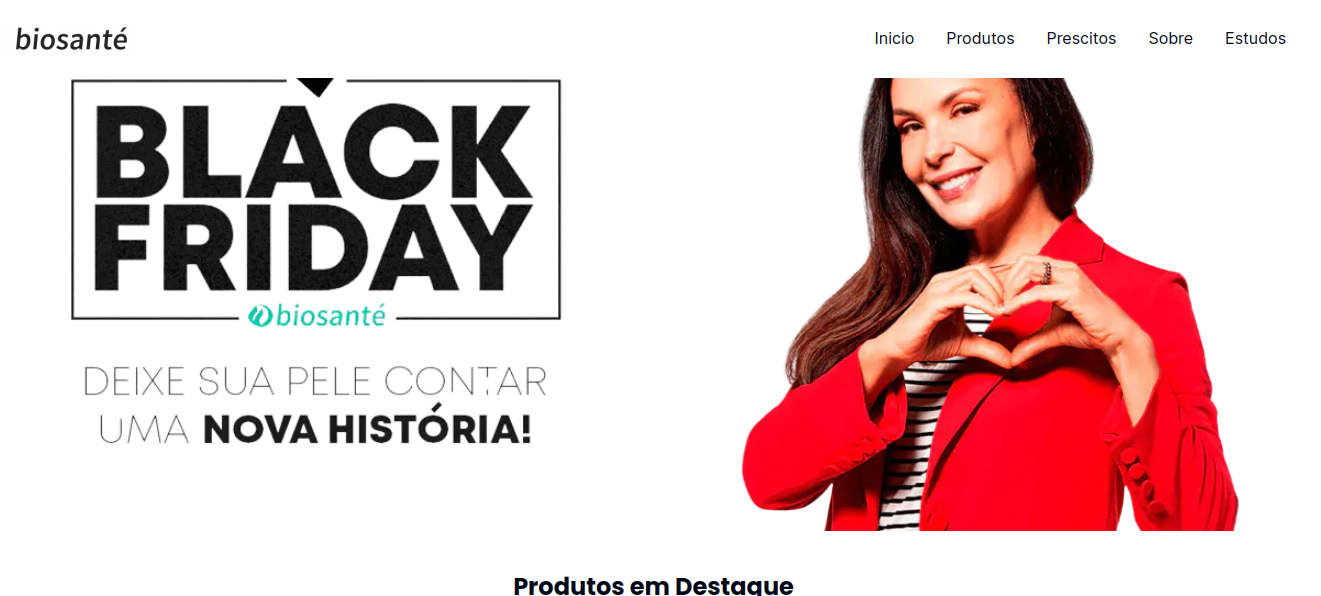 biosanté
Inicio Produtos Prescitos Sobre Estudos
BLACK
FRIDAY
biosanté
DEIXE SUA PELE CONTAR
UMA NOVA HISTÓRIA!
Produtos em Destaque